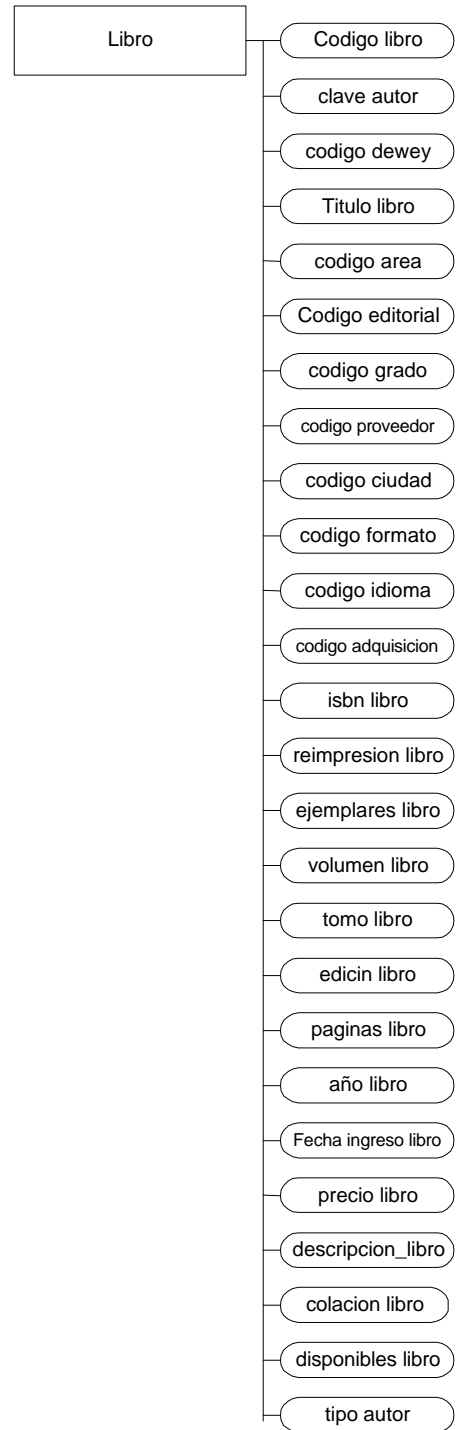 Libro
Codigo libro
clave autor
codigo dewey
Titulo libro
codigo area
Codigo editorial
codigo grado
codigo proveedor
codigo ciudad
codigo formato
codigo idioma
codigo adquisicion
isbn libro
reimpresion libro
ejemplares libro
volumen libro
tomo libro
edicin libro
paginas libro
año libro
Fecha ingreso libro
precio libro
descripcion_libro
colacion libro
disponibles libro
tipo autor